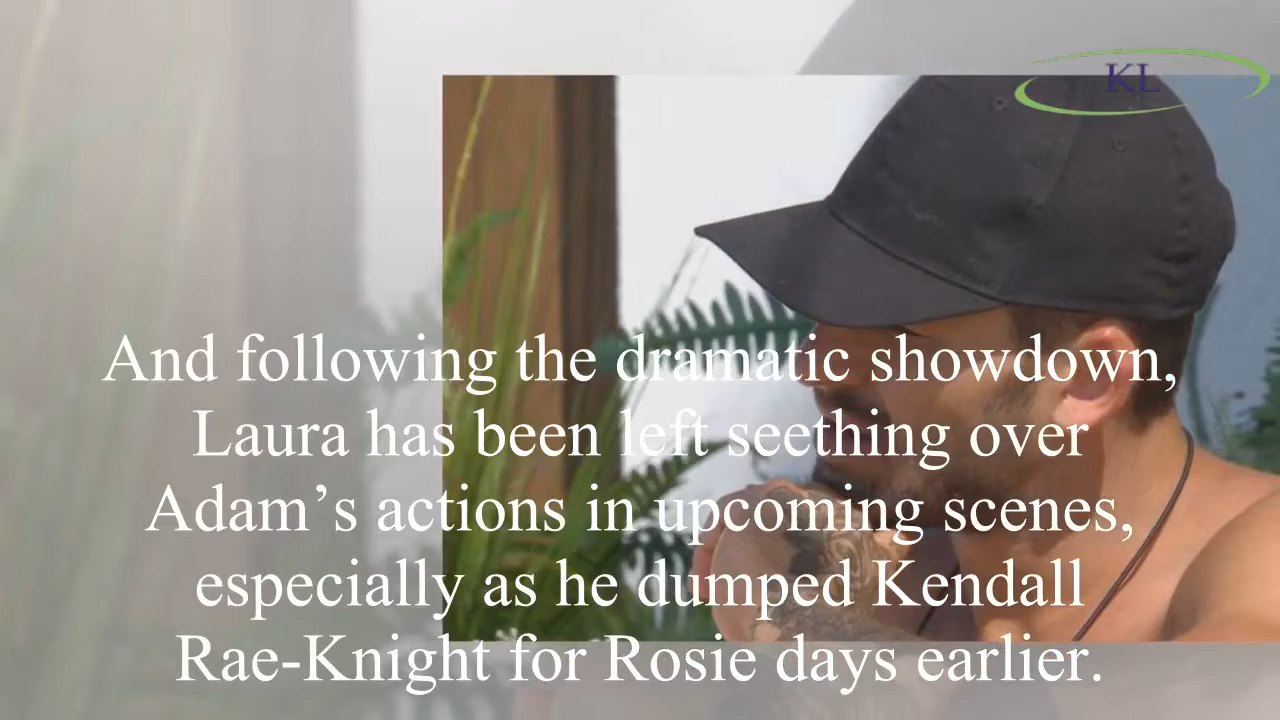 KL
And following the dramatic showdown,
Laura has been left seething over
Adam’s actions in upcoming scenes,
especially as he dumped Kendall
Rae-Knight for Rosie days earlier.